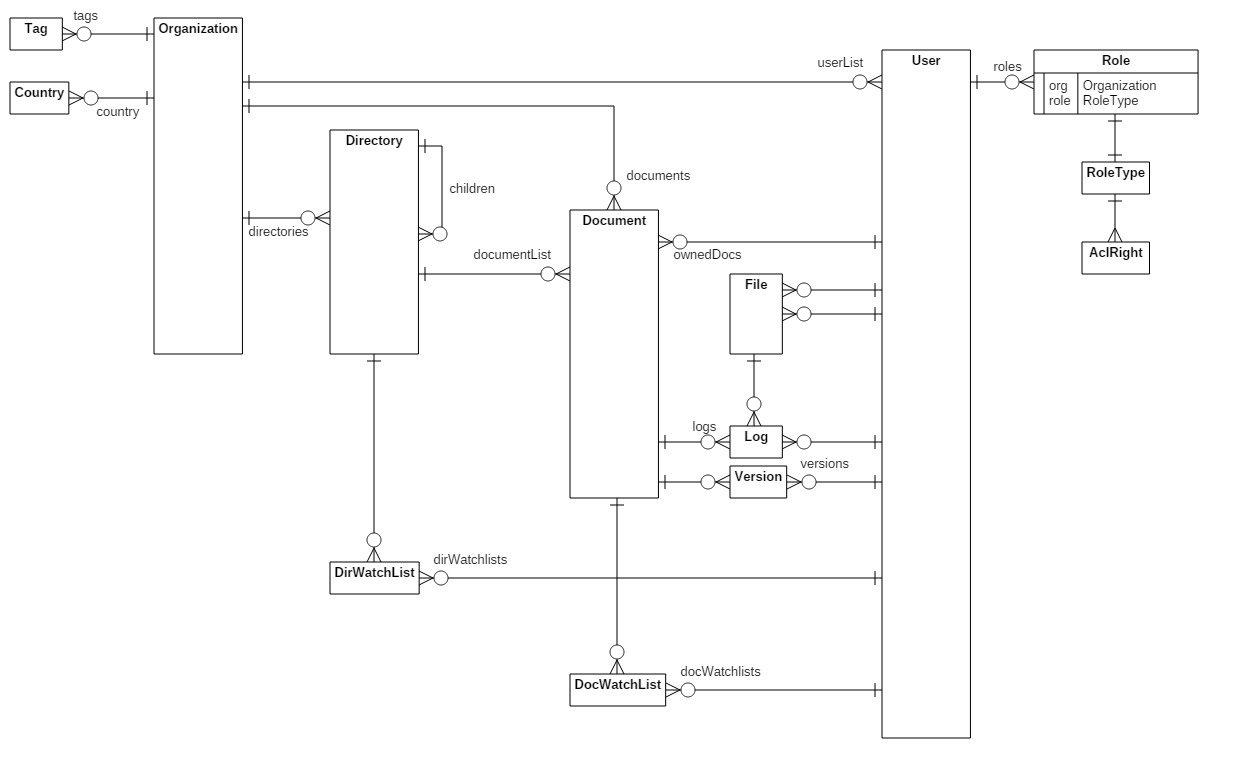 tags
Tag
Organization
Country
country
userList
User
roles
Role
org Organization
role RoleType
Directory
children
documents
RoleType
directories
Document
documentList
ownedDocs
AclRight
File
logs
Log
versions
Version
dirWatchlists
DirWatchList
docWatchlists
DocWatchList